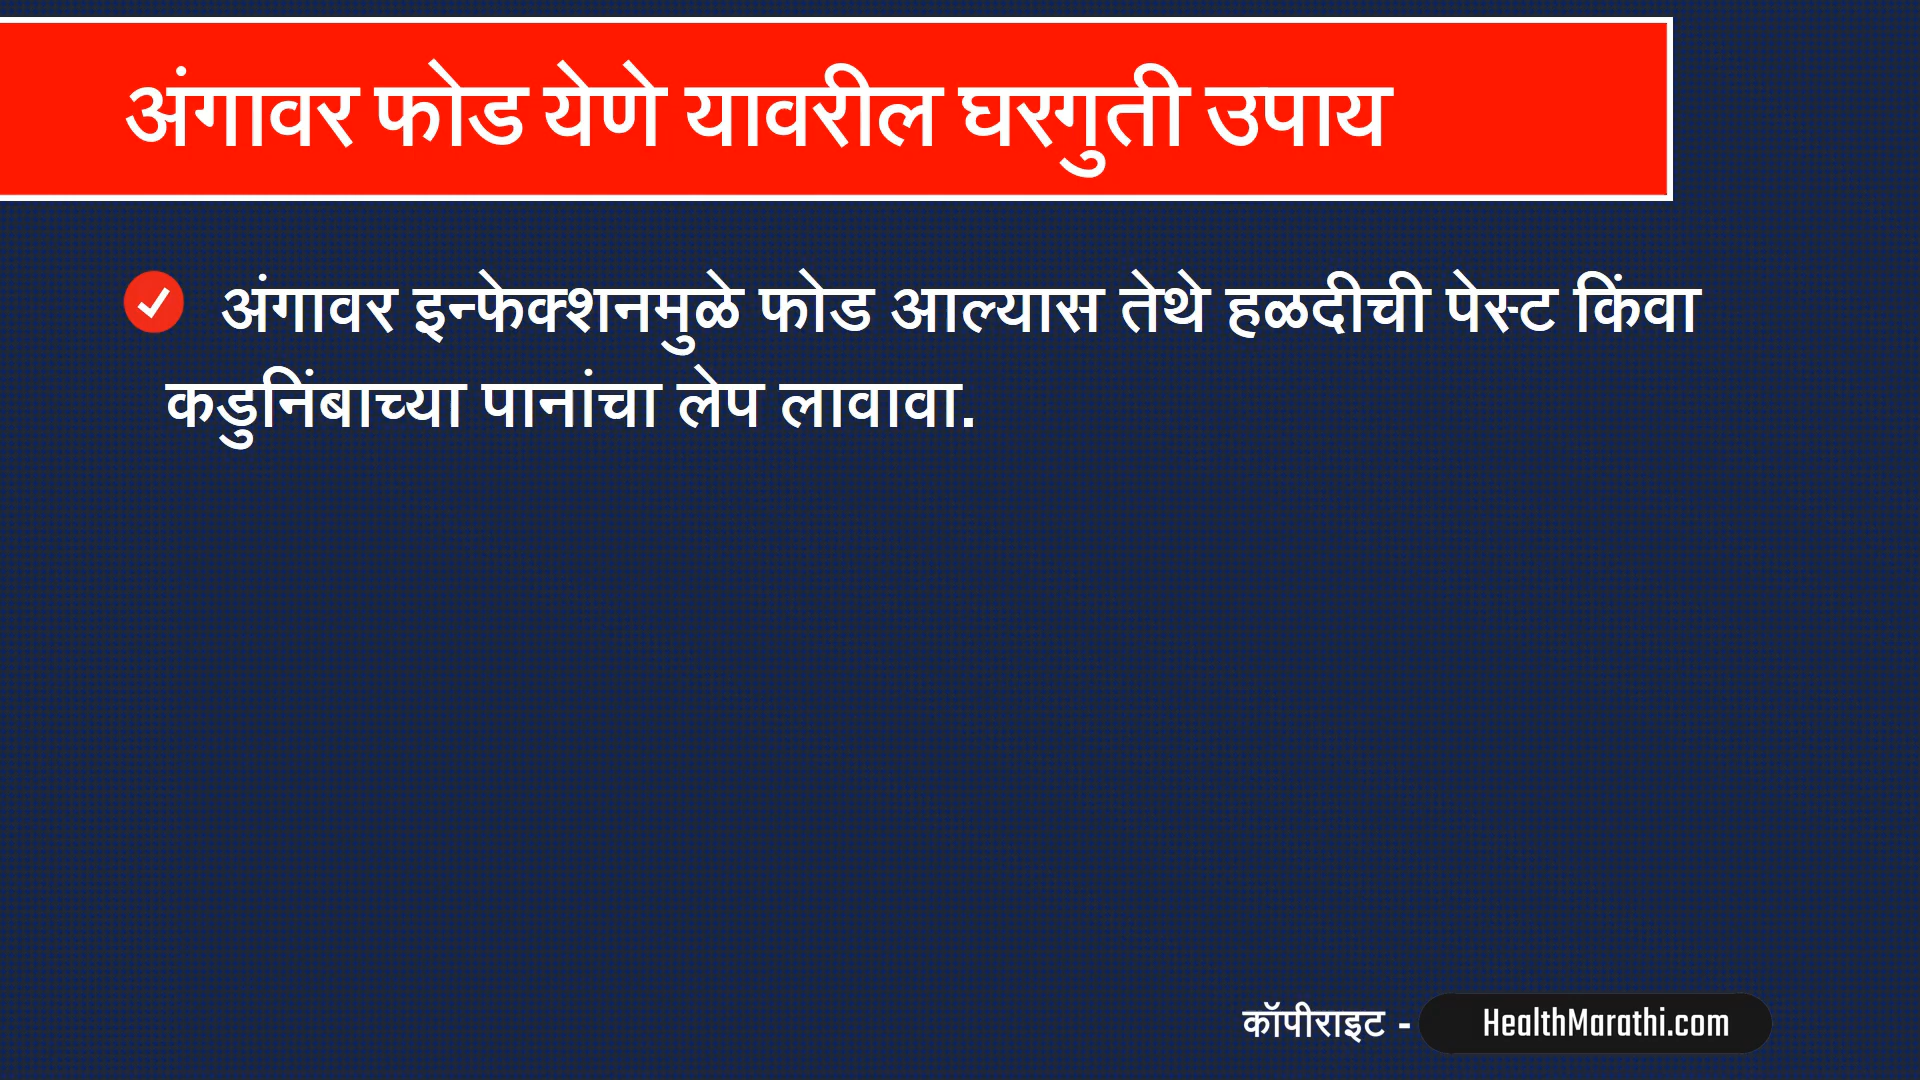 अंगावर फोड येणे यावरील घरगुती उपाय
अंगावर इन्फेक्शनमुळे फोड आल्यास तेथे हळदीची पेस्ट किंवा
कडुनिंबाच्या पानांचा लेप लावावा.
कॉपीराइट - HealthMarathi.com